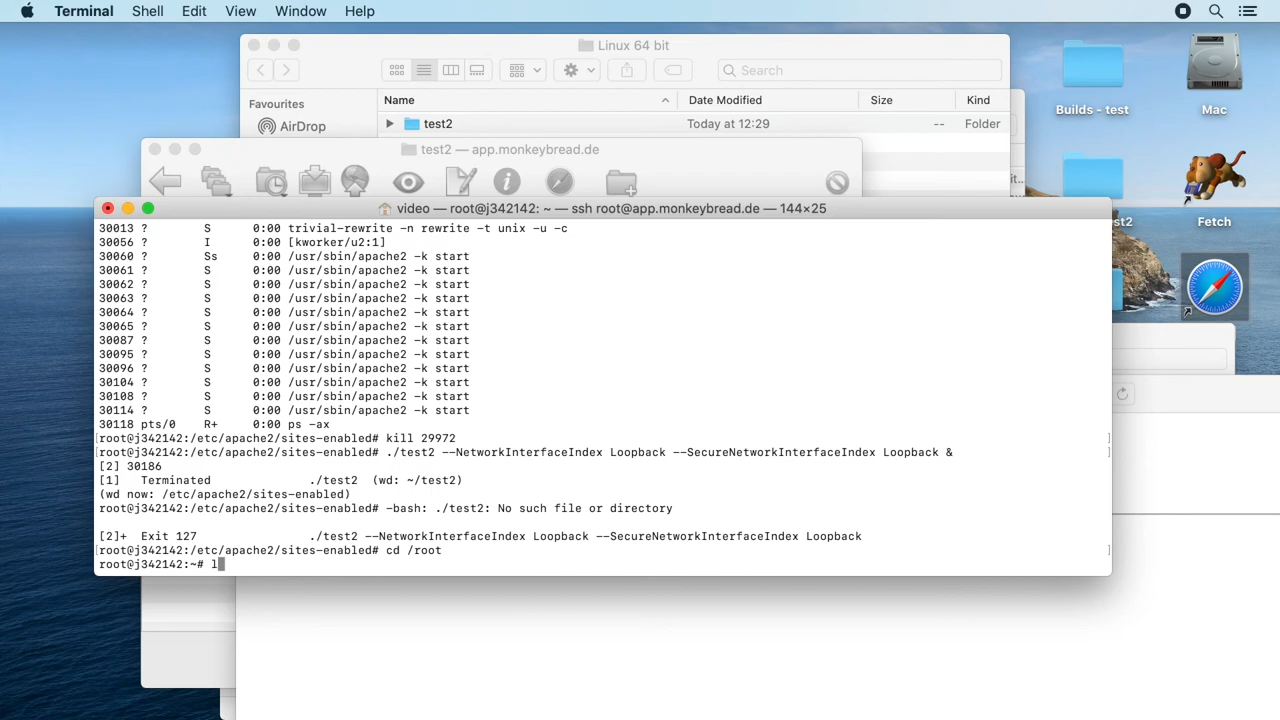 Terminal Shell Edit View Window Help
Linux 64 bit
Search
Favourites
Name Date Modified Size Kind
AirDrop
test2 Today at 12:29 -- Folder
Builds - test
Mac
test2 — app.monkeybread.de
Fetch
video — root@j342142: ~ — ssh root@app.monkeybread.de — 144×25
30013 ? S 0:00 trivial-rewrite -n rewrite -t unix -u -c
30056 ? I 0:00 [kworker/u2:1]
30060 ? Ss 0:00 /usr/sbin/apache2 -k start
30061 ? S 0:00 /usr/sbin/apache2 -k start
30062 ? S 0:00 /usr/sbin/apache2 -k start
30063 ? S 0:00 /usr/sbin/apache2 -k start
30064 ? S 0:00 /usr/sbin/apache2 -k start
30065 ? S 0:00 /usr/sbin/apache2 -k start
30087 ? S 0:00 /usr/sbin/apache2 -k start
30095 ? S 0:00 /usr/sbin/apache2 -k start
30096 ? S 0:00 /usr/sbin/apache2 -k start
30104 ? S 0:00 /usr/sbin/apache2 -k start
30108 ? S 0:00 /usr/sbin/apache2 -k start
30114 ? S 0:00 /usr/sbin/apache2 -k start
30118 pts/0 R+ 0:00 ps -ax
[root@j342142:/etc/apache2/sites-enabled# kill 29972 ]
[root@j342142:/etc/apache2/sites-enabled# ./test2 --NetworkInterfaceIndex Loopback --SecureNetworkInterfaceIndex Loopback & ]
[2] 30186
[1] Terminated ./test2 (wd: ~/test2)
(wd now: /etc/apache2/sites-enabled)
root@j342142:/etc/apache2/sites-enabled# -bash: ./test2: No such file or directory
[2]+ Exit 127 ./test2 --NetworkInterfaceIndex Loopback --SecureNetworkInterfaceIndex Loopback
[root@j342142:/etc/apache2/sites-enabled# cd /root ]
root@j342142:~# l